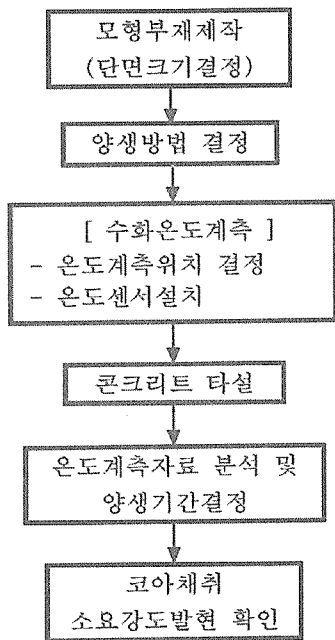 모형부재제작
(단면크기결정)
양생방법 결정
[ 수화온도계측 ]
- 온도계측위치 결정
- 온도센서설치
콘크리트 타설
온도계측자료 분석 및
양생기간결정
코아채취
소요강도발현 확인